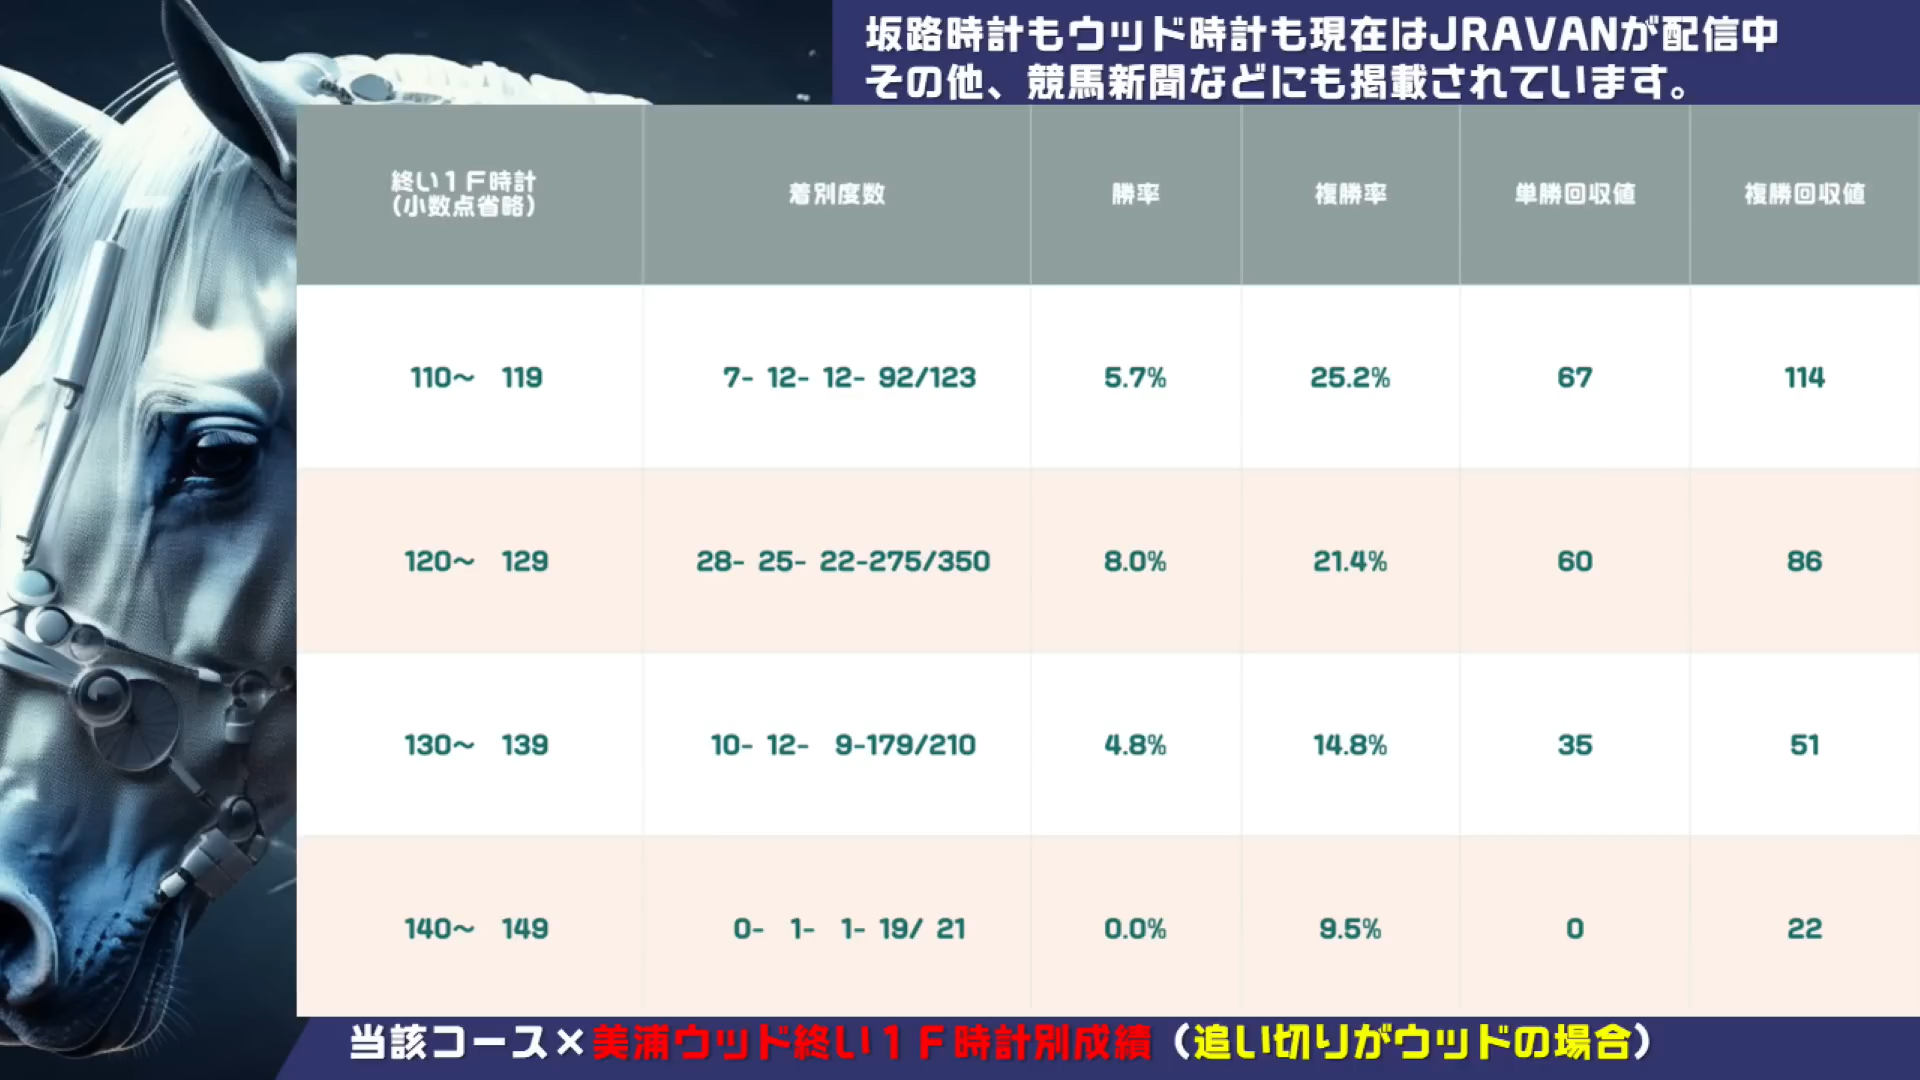 坂路時計もウッド時計も現在はJRAVANが配信中
その他、競馬新聞などにも掲載されています。
終い１Ｆ時計
（小数点省略）
着別度数
勝率
複勝率
単勝回収値
複勝回収値
110～ 119
7- 12- 12- 92/123
5.7%
25.2%
67
114
120～ 129
28- 25- 22-275/350
8.0%
21.4%
60
86
130～ 139
10- 12- 9-179/210
4.8%
14.8%
35
51
140～ 149
0- 1- 1- 19/ 21
0.0%
9.5%
0
22
当該コース×美浦ウッド終い１Ｆ時計別成績（追い切りがウッドの場合）